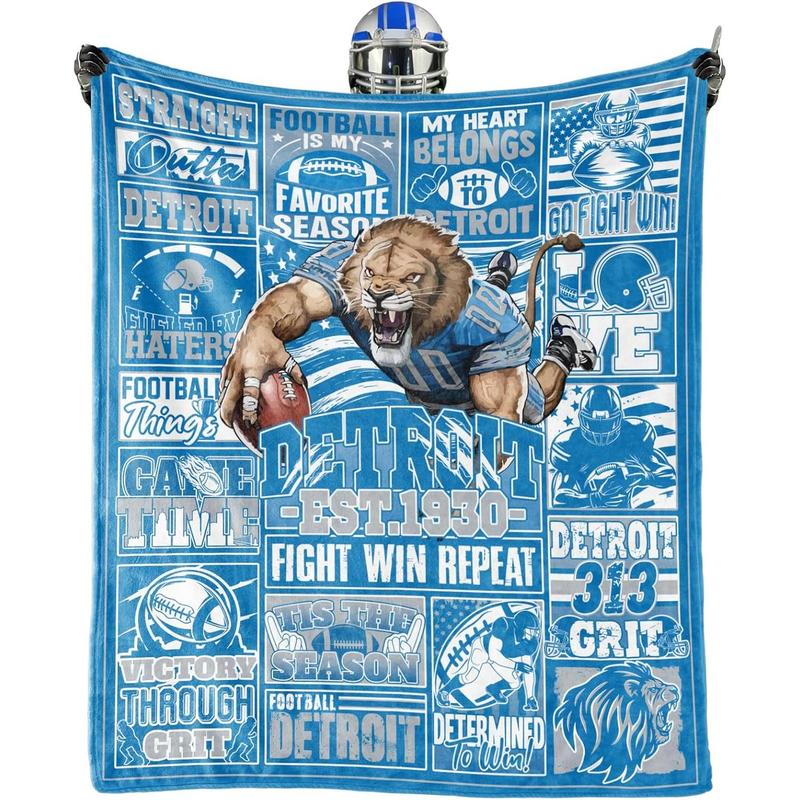 STRAIGHT
Outta
DETROIT
FOOTBALL
IS MY
FAVORITE
SEASON
MY HEART
BELONGS
TO
DETROIT
GO FIGHT WIN!
E F
FUELED BY
HATERS
LOVE
00
00
FOOTBALL
Things
GAME
TIME
DETROIT
-EST.1930-
FIGHT WIN REPEAT
DETROIT
313
GRIT
VICTORY
THROUGH
GRIT
TIS THE
SEASON
FOOTBALL
DETROIT
DETERMINED
To Win!